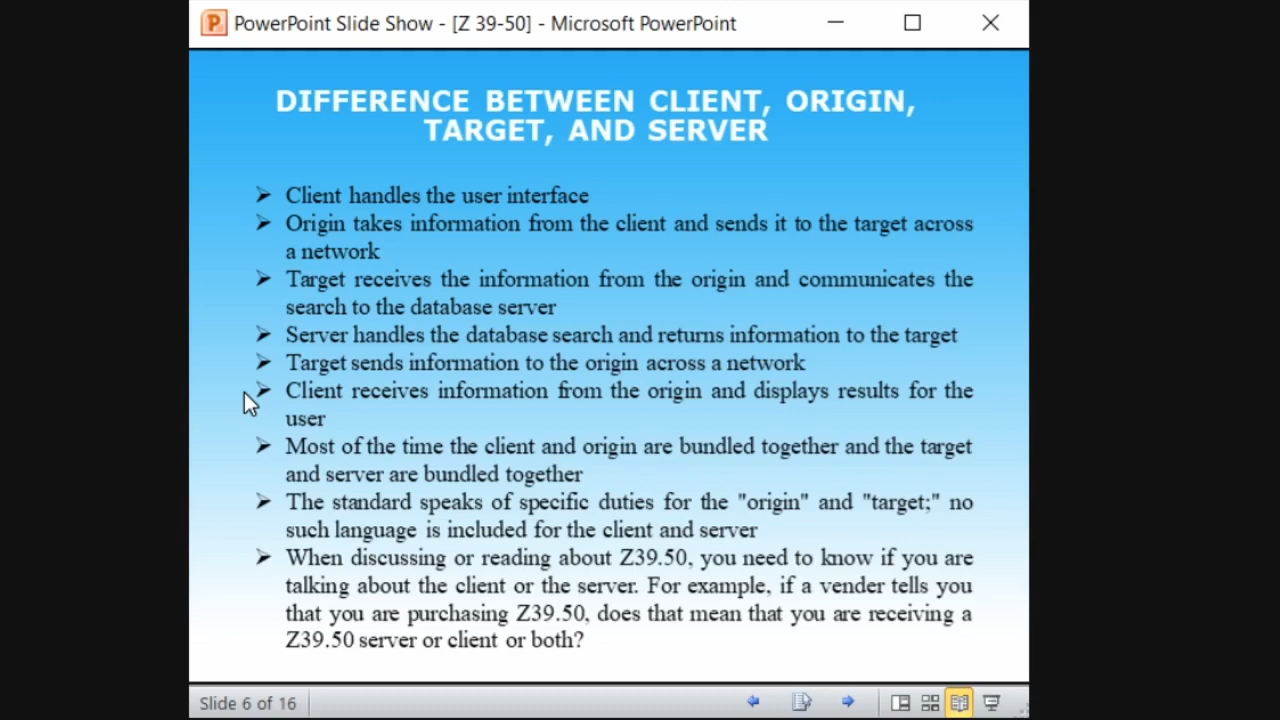 PowerPoint Slide Show - [Z 39-50] - Microsoft PowerPoint
DIFFERENCE BETWEEN CLIENT, ORIGIN,
TARGET, AND SERVER
➢ Client handles the user interface
➢ Origin takes information from the client and sends it to the target across
a network
➢ Target receives the information from the origin and communicates the
search to the database server
➢ Server handles the database search and returns information to the target
➢ Target sends information to the origin across a network
➢ Client receives information from the origin and displays results for the
user
➢ Most of the time the client and origin are bundled together and the target
and server are bundled together
➢ The standard speaks of specific duties for the "origin" and "target;" no
such language is included for the client and server
➢ When discussing or reading about Z39.50, you need to know if you are
talking about the client or the server. For example, if a vender tells you
that you are purchasing Z39.50, does that mean that you are receiving a
Z39.50 server or client or both?
Slide 6 of 16